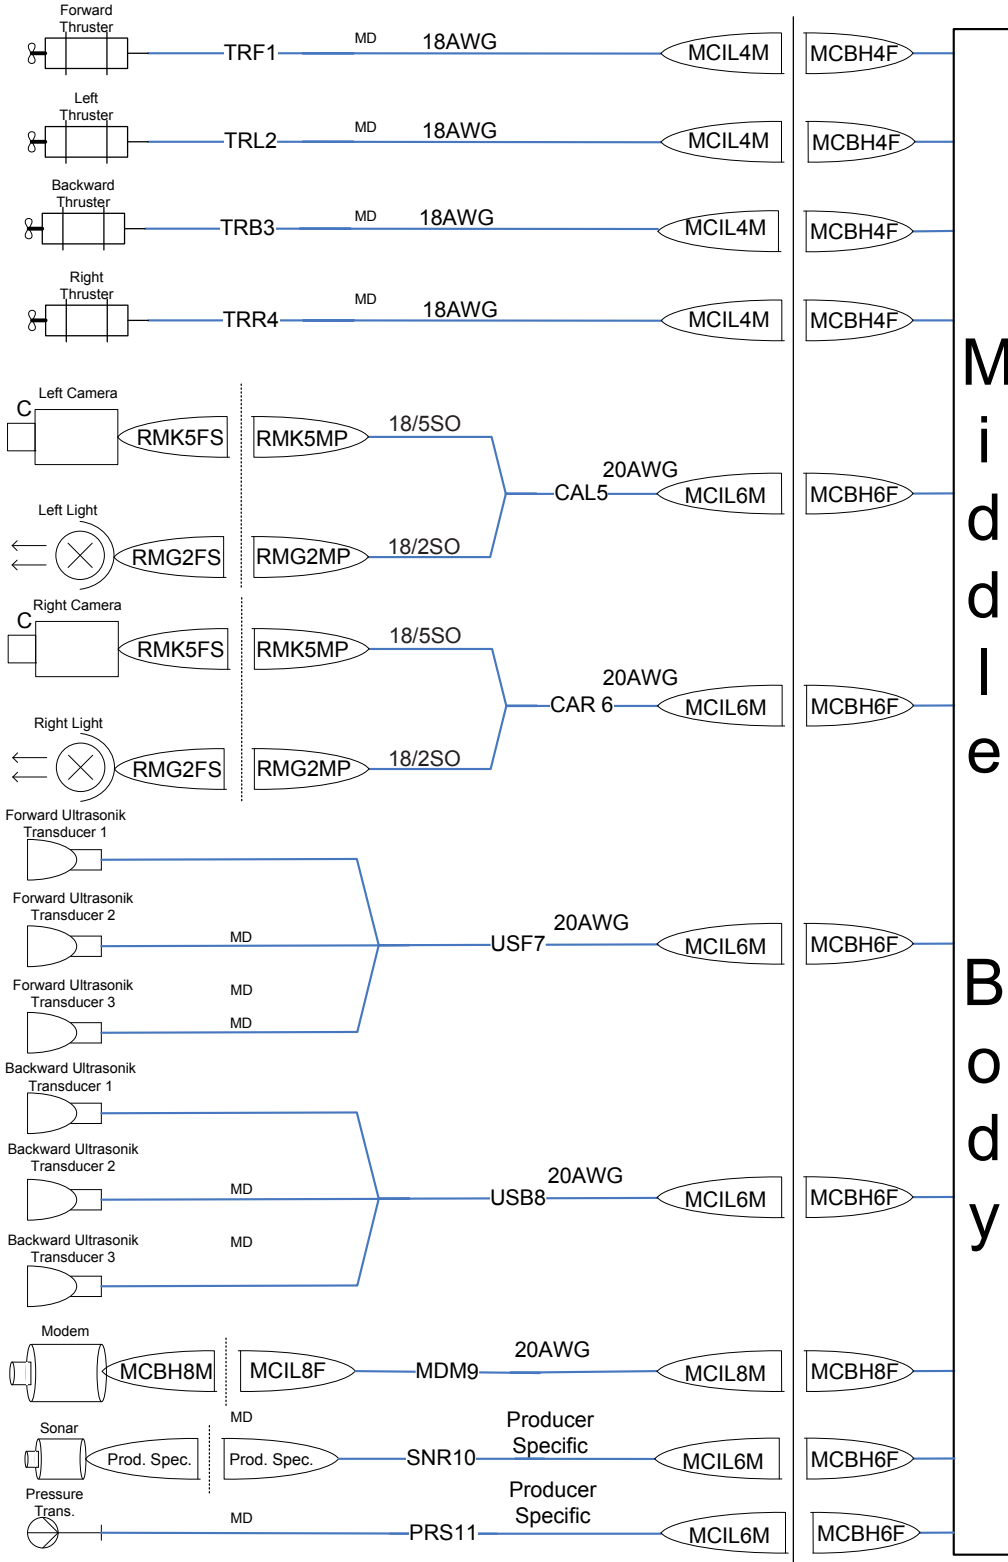 Forward
Thruster
TRF1
MD
18AWG
MCIL4M
MCBH4F
Left
Thruster
TRL2
MD
18AWG
MCIL4M
MCBH4F
Backward
Thruster
TRB3
MD
18AWG
MCIL4M
MCBH4F
Right
Thruster
TRR4
MD
18AWG
MCIL4M
MCBH4F
Left Camera
C
RMK5FS
RMK5MP
18/5SO
Left Light
RMG2FS
RMG2MP
18/2SO
CAL5
20AWG
MCIL6M
MCBH6F
Right Camera
C
RMK5FS
RMK5MP
18/5SO
Right Light
RMG2FS
RMG2MP
18/2SO
CAR 6
20AWG
MCIL6M
MCBH6F
Forward Ultrasonik
Transducer 1
Forward Ultrasonik
Transducer 2
MD
Forward Ultrasonik
Transducer 3
MD
MD
USF7
20AWG
MCIL6M
MCBH6F
Backward Ultrasonik
Transducer 1
Backward Ultrasonik
Transducer 2
MD
Backward Ultrasonik
Transducer 3
MD
USB8
20AWG
MCIL6M
MCBH6F
Modem
MCBH8M
MCIL8F
MDM9
20AWG
MCIL8M
MCBH8F
Sonar
Prod. Spec.
MD
Prod. Spec.
SNR10
Producer
Specific
MCIL6M
MCBH6F
Pressure
Trans.
MD
PRS11
Producer
Specific
MCIL6M
MCBH6F
Middle Body